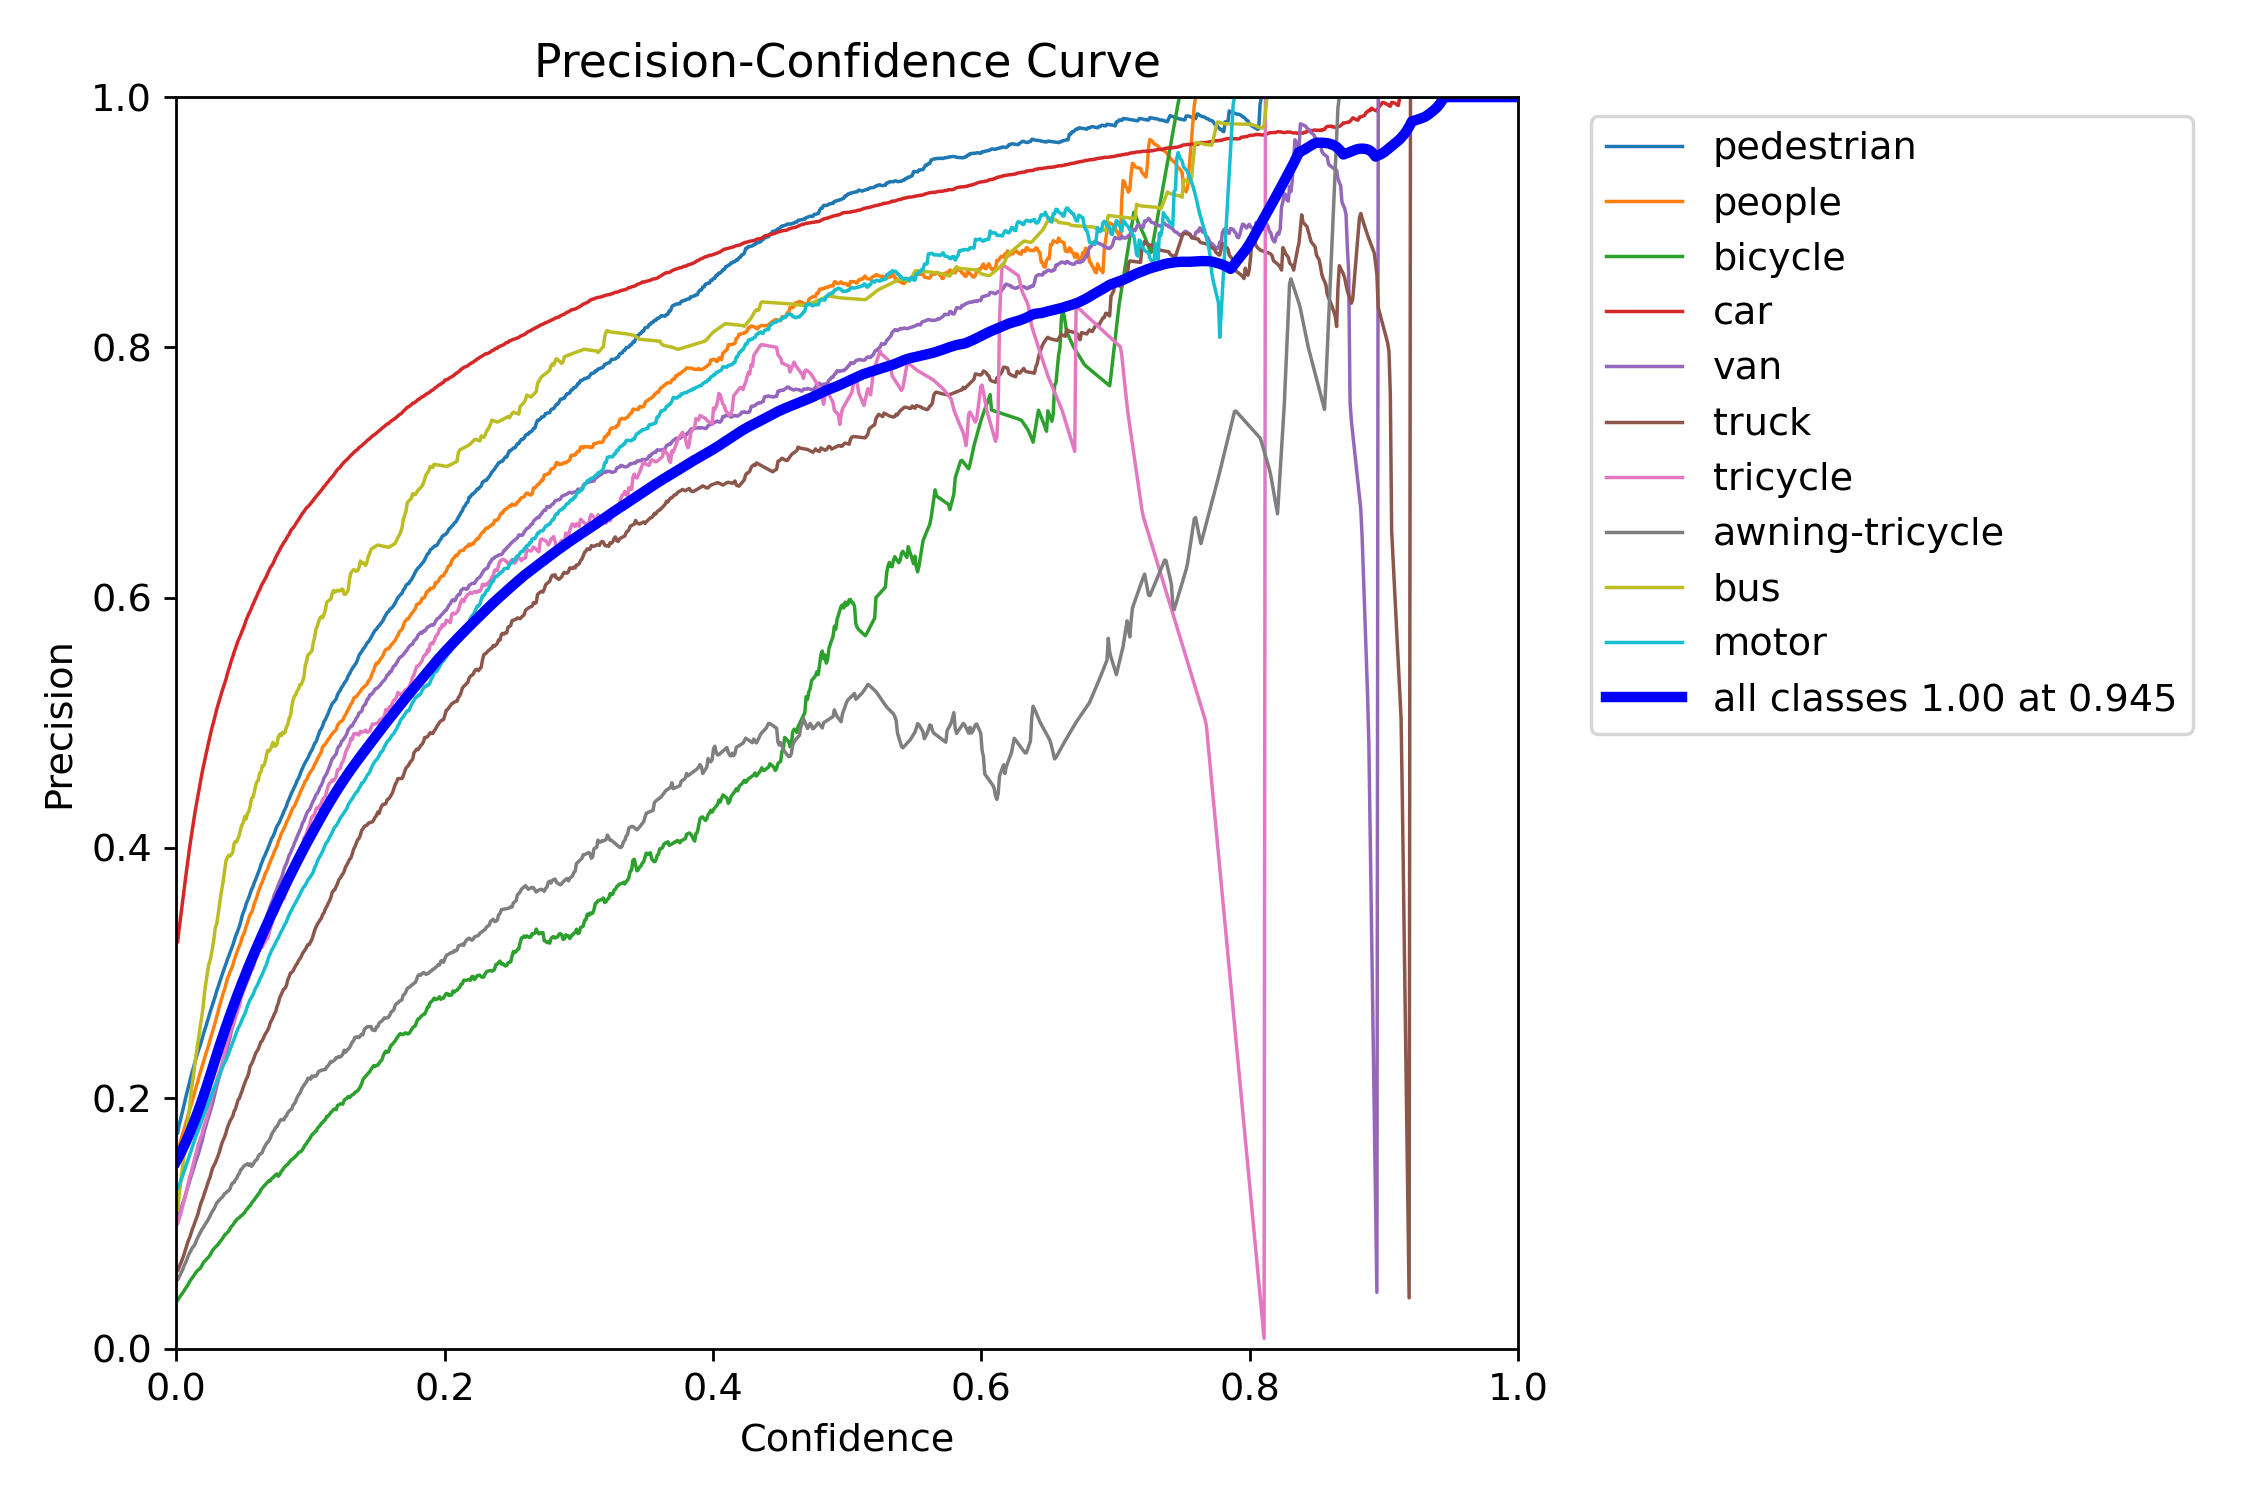 Precision-Confidence Curve
1.0
0.8
0.6
0.4
0.2
0.0
Precision
0.0 0.2 0.4 0.6 0.8 1.0
Confidence
pedestrian
people
bicycle
car
van
truck
tricycle
awning-tricycle
bus
motor
all classes 1.00 at 0.945